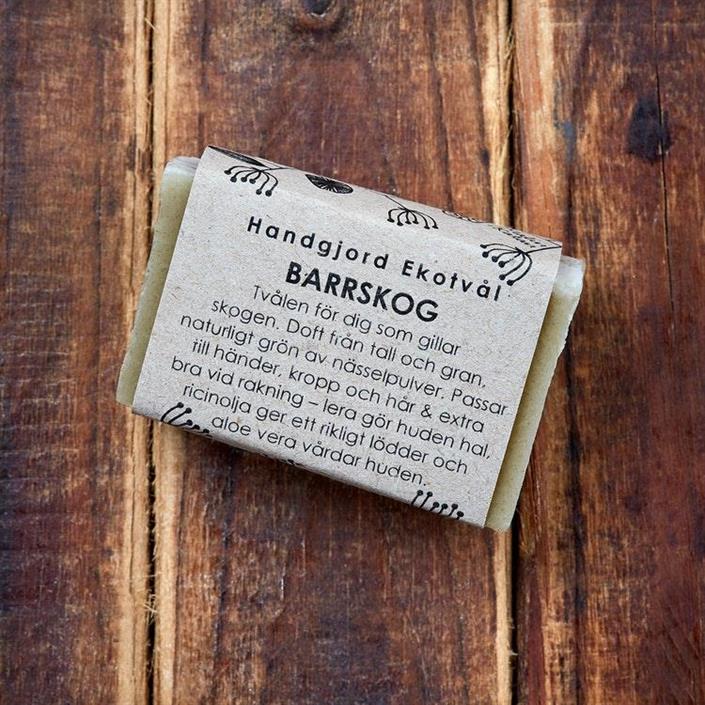 Handgjord Ekotvål
BARRSKOG
Tvålen för dig som gillar
skogen. Doft från tall och gran,
naturligt grön av nässelpulver. Passar
till händer, kropp och hår & extra
bra vid rakning – lera gör huden hal,
ricinolja ger ett rikligt lödder och
aloe vera vårdar huden.